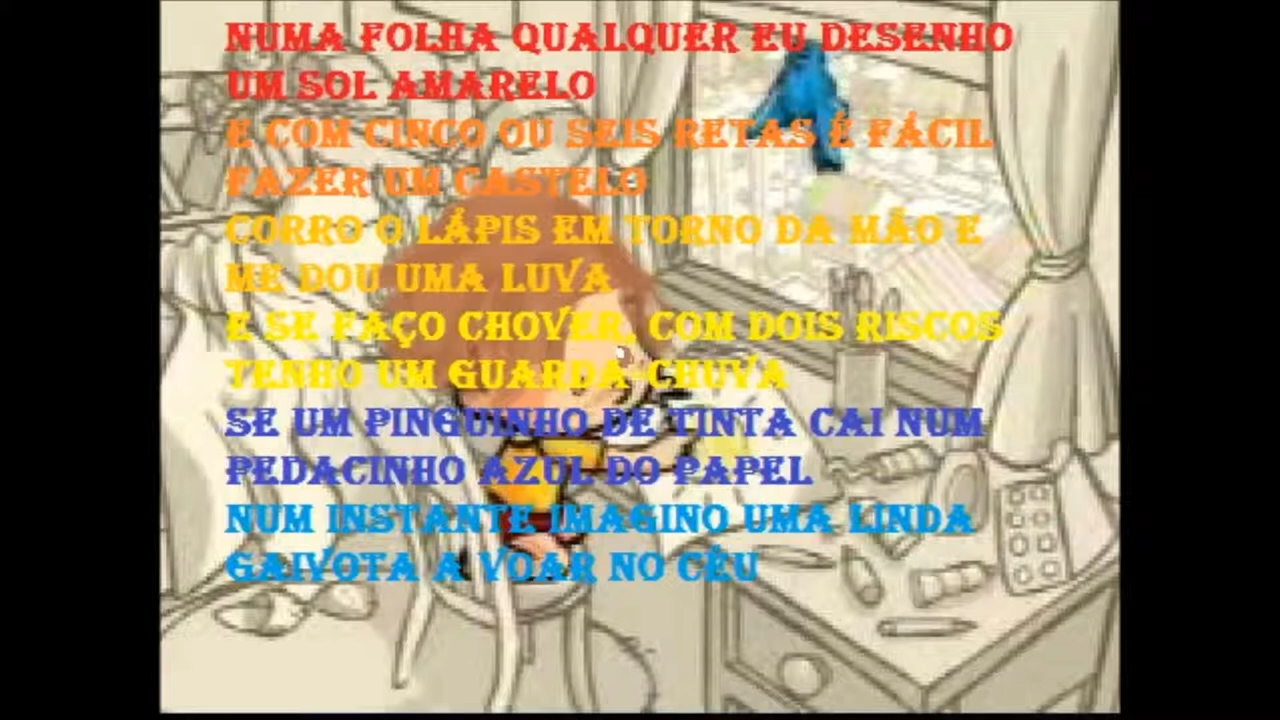 NUMA FOLHA QUALQUER EU DESENHO
UM SOL AMARELO
E COM CINCO OU SEIS RETAS É FÁCIL
FAZER UM CASTELO
CORRO O LÁPIS EM TORNO DA MÃO E
ME DOU UMA LUVA
E SE FAÇO CHOVER, COM DOIS RISCOS
TENHO UM GUARDA-CHUVA
SE UM PINGUINHO DE TINTA CAI NUM
PEDACINHO AZUL DO PAPEL
NUM INSTANTE IMAGINO UMA LINDA
GAIVOTA A VOAR NO CÉU